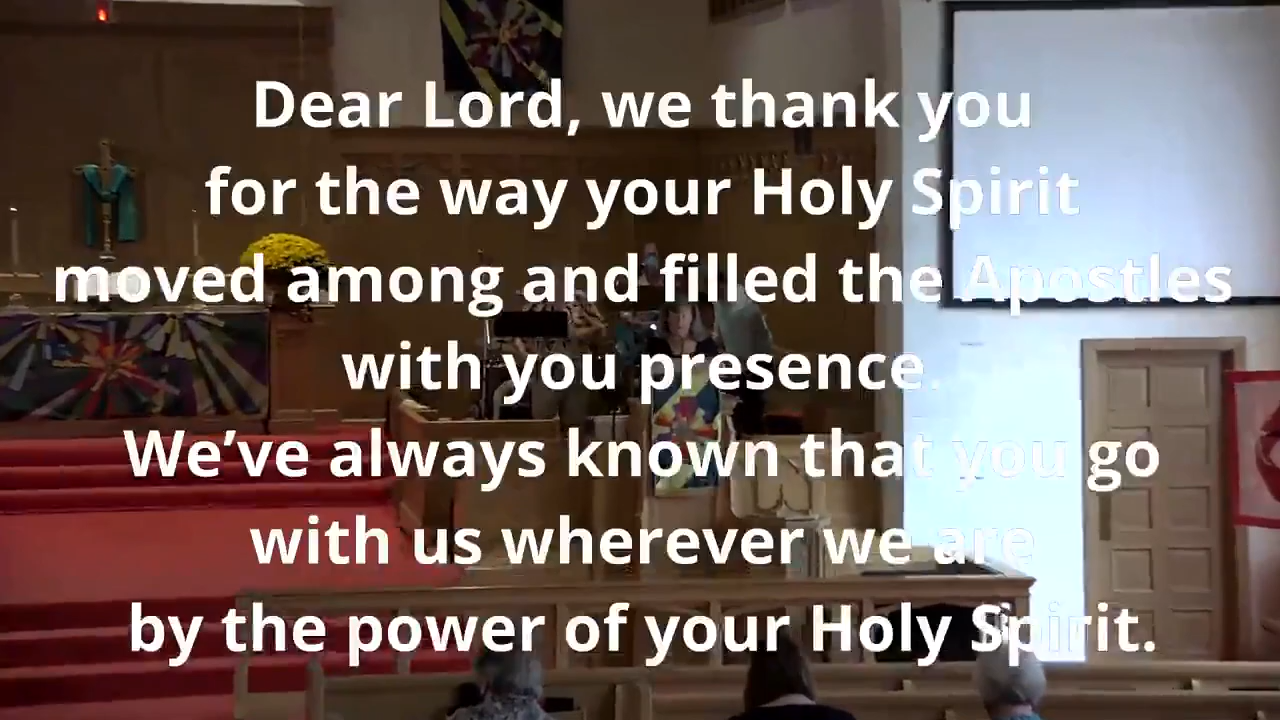 Dear Lord, we thank you
for the way your Holy Spirit
moved among and filled the Apostles
with you presence.
We’ve always known that you go
with us wherever we are
by the power of your Holy Spirit.